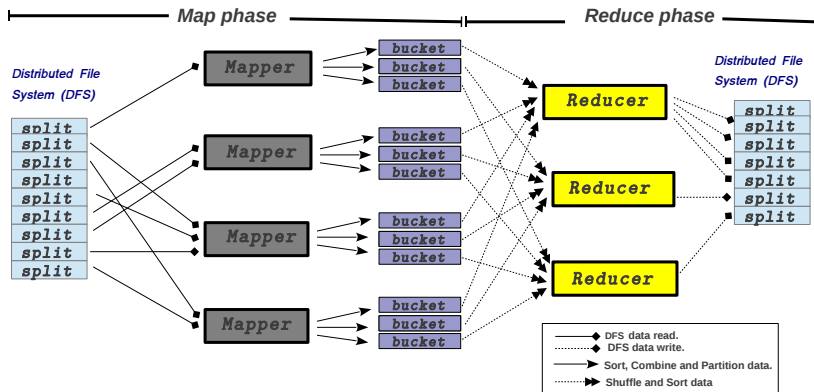 Map phase
Reduce phase
Distributed File
System (DFS)
split
split
split
split
split
split
split
split
split
Mapper
Mapper
Mapper
Mapper
bucket
bucket
bucket
bucket
bucket
bucket
bucket
bucket
bucket
bucket
bucket
bucket
Reducer
Reducer
Reducer
Distributed File
System (DFS)
split
split
split
split
split
split
split
DFS data read.
DFS data write.
Sort, Combine and Partition data.
Shuffle and Sort data